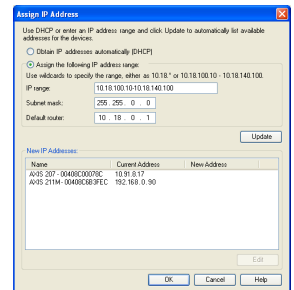 Assign IP Address
Use DHCP or enter an IP address range and click Update to automatically list available
addresses for the devices.
Obtain IP addresses automatically (DHCP)
Assign the following IP address range:
Use wildcards to specify the range, either as 10.18.* or 10.18.100.10 - 10.18.140.100.
IP range: 10.18.100.10-10.18.140.100
Subnet mask: 255 . 255 . 0 . 0
Default router: 10 . 18 . 0 . 1
Update
New IP Addresses:
Name Current Address New Address
AXIS 207 - 00408C00078C 10.91.8.17
AXIS 211M - 00408C6B3FEC 192.168.0.90
Edit
OK Cancel Help